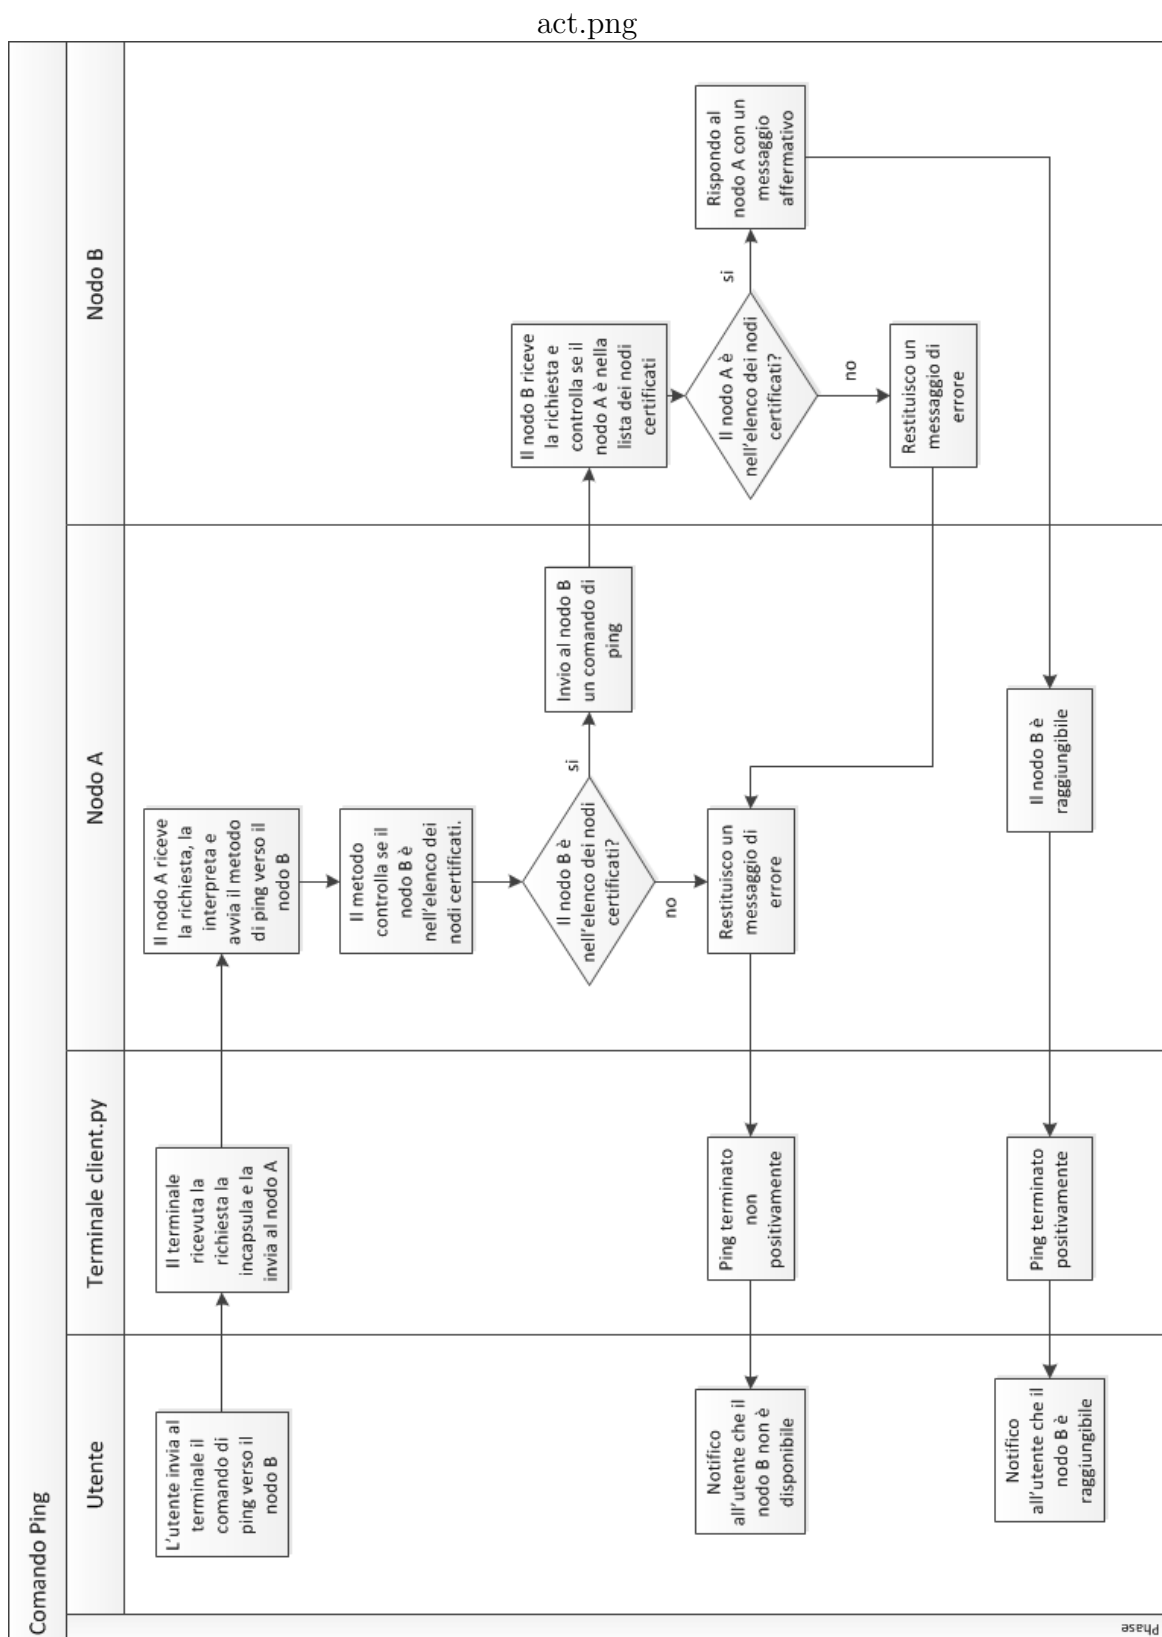 act.png
Comando Ping
Utente
Terminale client.py
Nodo A
Nodo B
Phase
L'utente invia al
terminale il
comando di
ping verso il
nodo B
Il terminale
ricevuta la
richiesta la
incapsula e la
invia al nodo A
Il nodo A riceve
la richiesta, la
interpreta e
avvia il metodo
di ping verso il
nodo B
Il metodo
controlla se il
nodo B è
nell'elenco dei
nodi certificati.
Il nodo B è
nell'elenco dei nodi
certificati?
si
Invio al nodo B
un comando di
ping
Il nodo B riceve
la richiesta e
controlla se il
nodo A è nella
lista dei nodi
certificati
Il nodo A è
nell'elenco dei nodi
certificati?
si
Rispondo al
nodo A con un
messaggio
affermativo
no
Restituisco un
messaggio di
errore
no
Restituisco un
messaggio di
errore
Ping terminato
non
positivamente
Notifico
all'utente che il
nodo B non è
disponibile
Il nodo B è
raggiungibile
Ping terminato
positivamente
Notifico
all'utente che il
nodo B è
raggiungibile